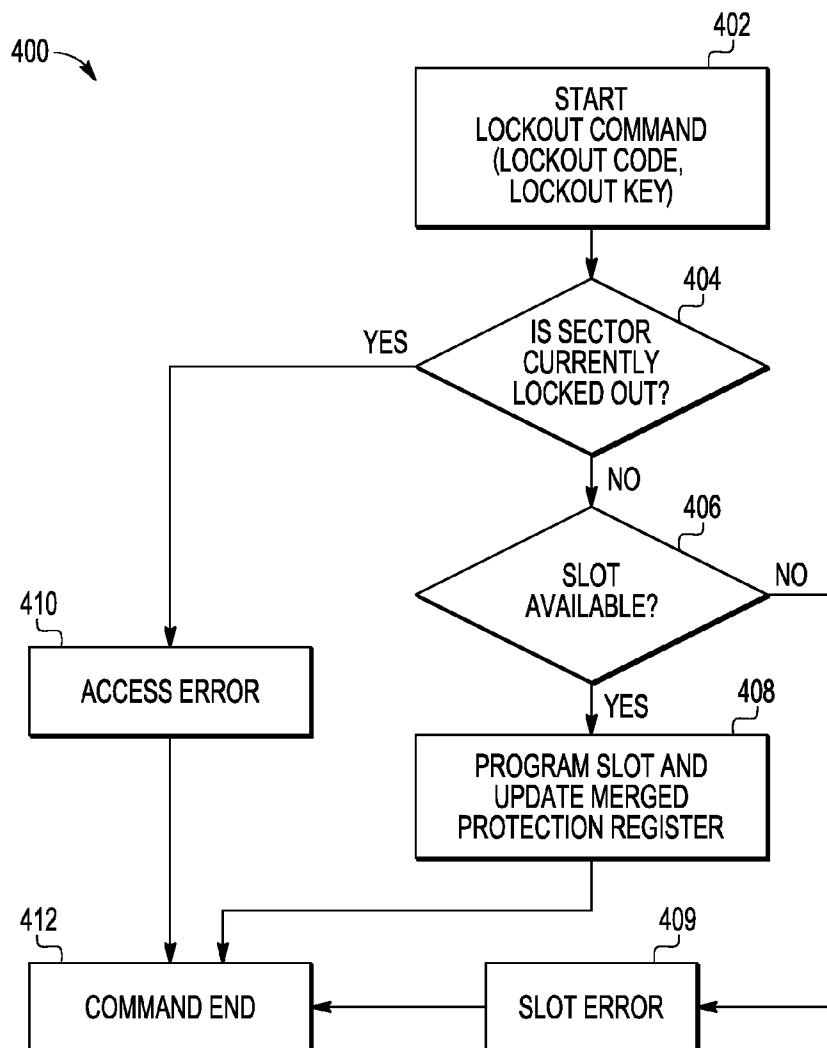 400
402
START
LOCKOUT COMMAND
(LOCKOUT CODE,
LOCKOUT KEY)
404
YES
IS SECTOR
CURRENTLY
LOCKED OUT?
NO
406
SLOT
AVAILABLE?
NO
410
ACCESS ERROR
YES
408
PROGRAM SLOT AND
UPDATE MERGED
PROTECTION REGISTER
412
COMMAND END
409
SLOT ERROR